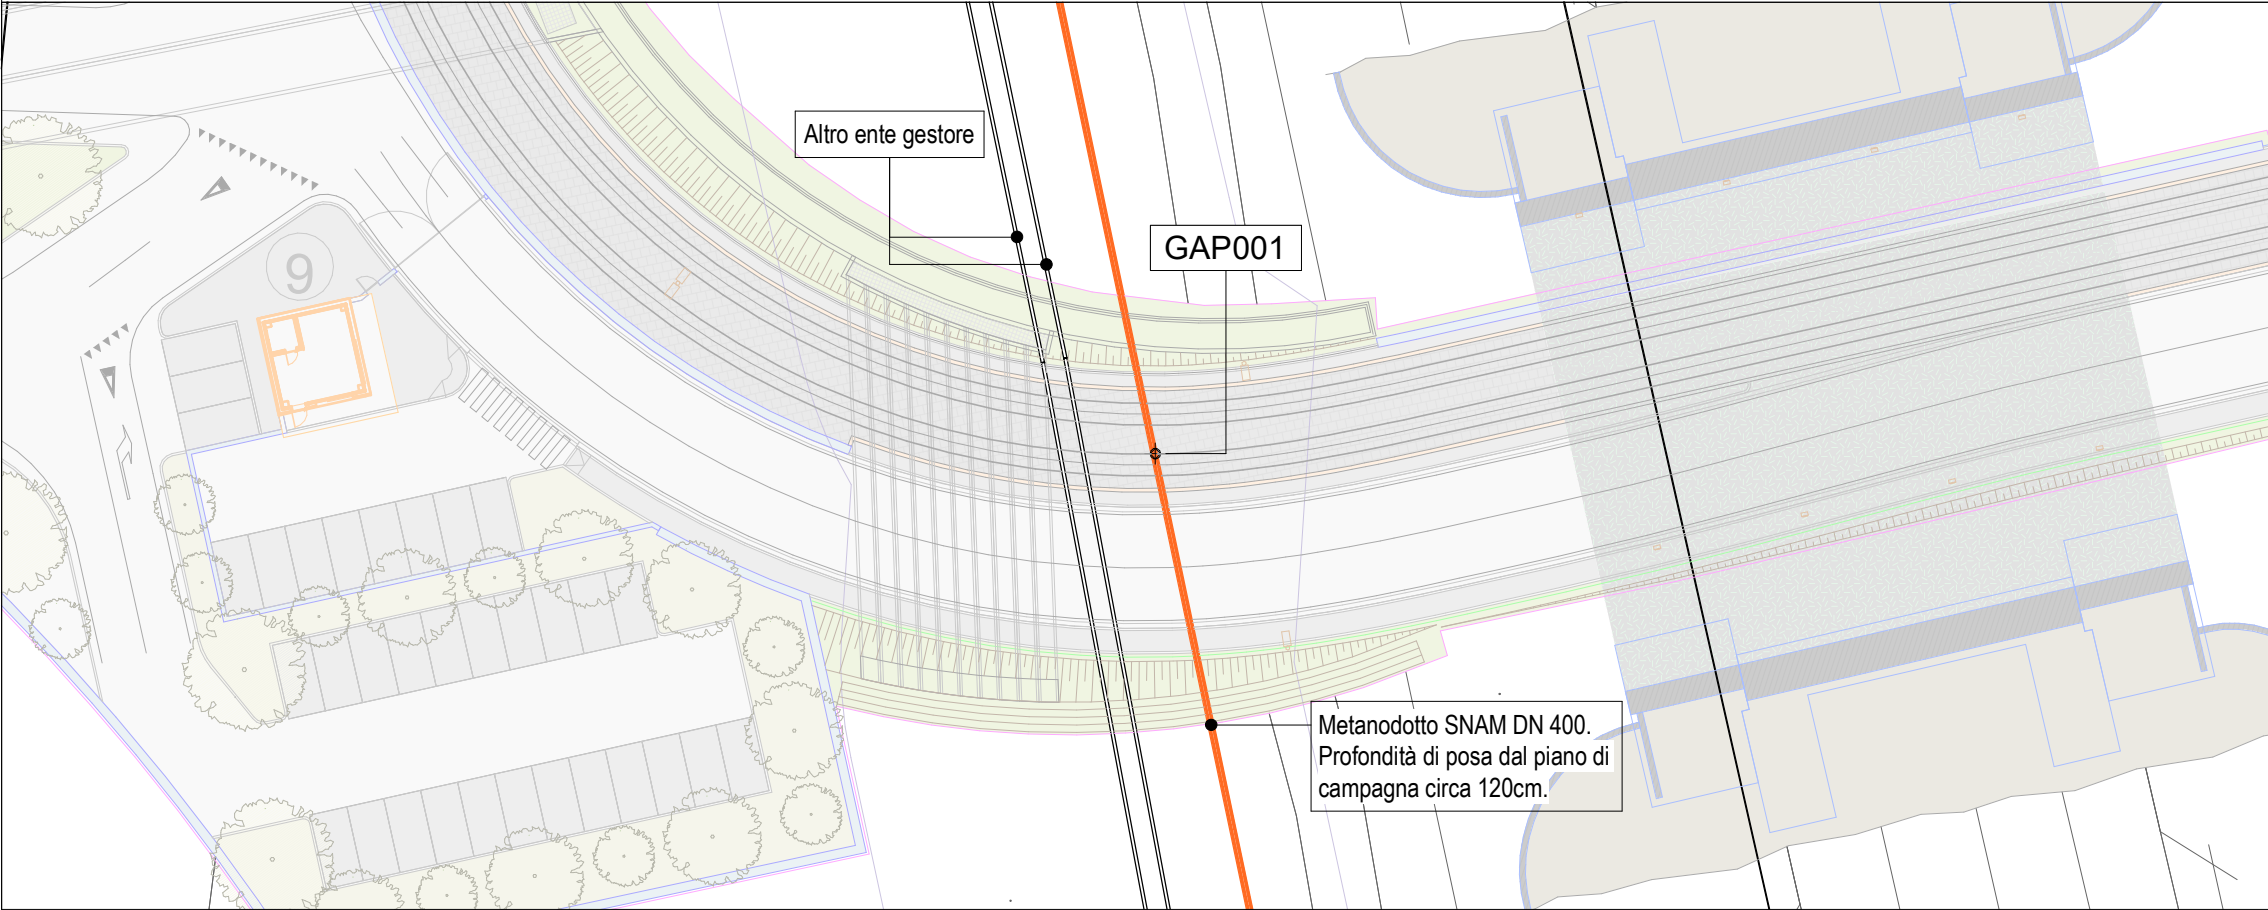 Altro ente gestore
GAP001
9
Metanodotto SNAM DN 400.
Profondità di posa dal piano di
campagna circa 120cm.